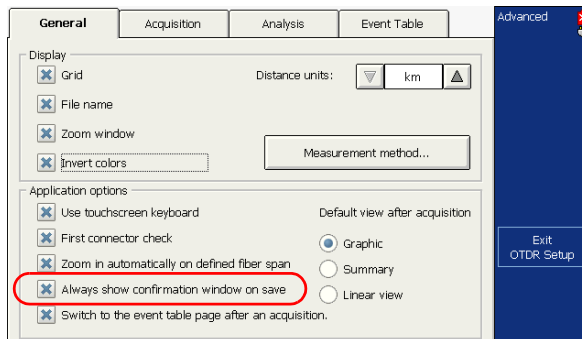 General
Acquisition
Analysis
Event Table
Advanced
Display
Grid
Distance units:
km
File name
Zoom window
Invert colors
Measurement method...
Application options
Use touchscreen keyboard
Default view after acquisition
First connector check
Graphic
Zoom in automatically on defined fiber span
Summary
Always show confirmation window on save
Linear view
Switch to the event table page after an acquisition.
Exit
OTDR Setup